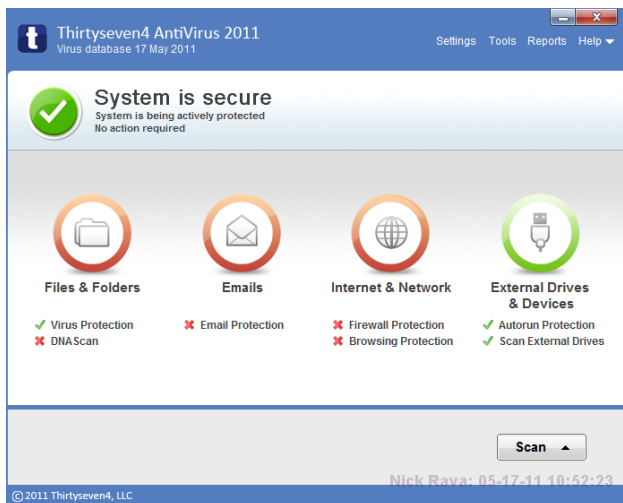 t
Thirtyseven4 AntiVirus 2011
Virus database 17 May 2011
Settings Tools Reports Help
System is secure
System is being actively protected
No action required
Files & Folders
Virus Protection
DNAScan
Emails
Email Protection
Internet & Network
Firewall Protection
Browsing Protection
External Drives
& Devices
Autorun Protection
Scan External Drives
Scan
Nick Rava: 05-17-11 10:52:23
© 2011 Thirtyseven4, LLC